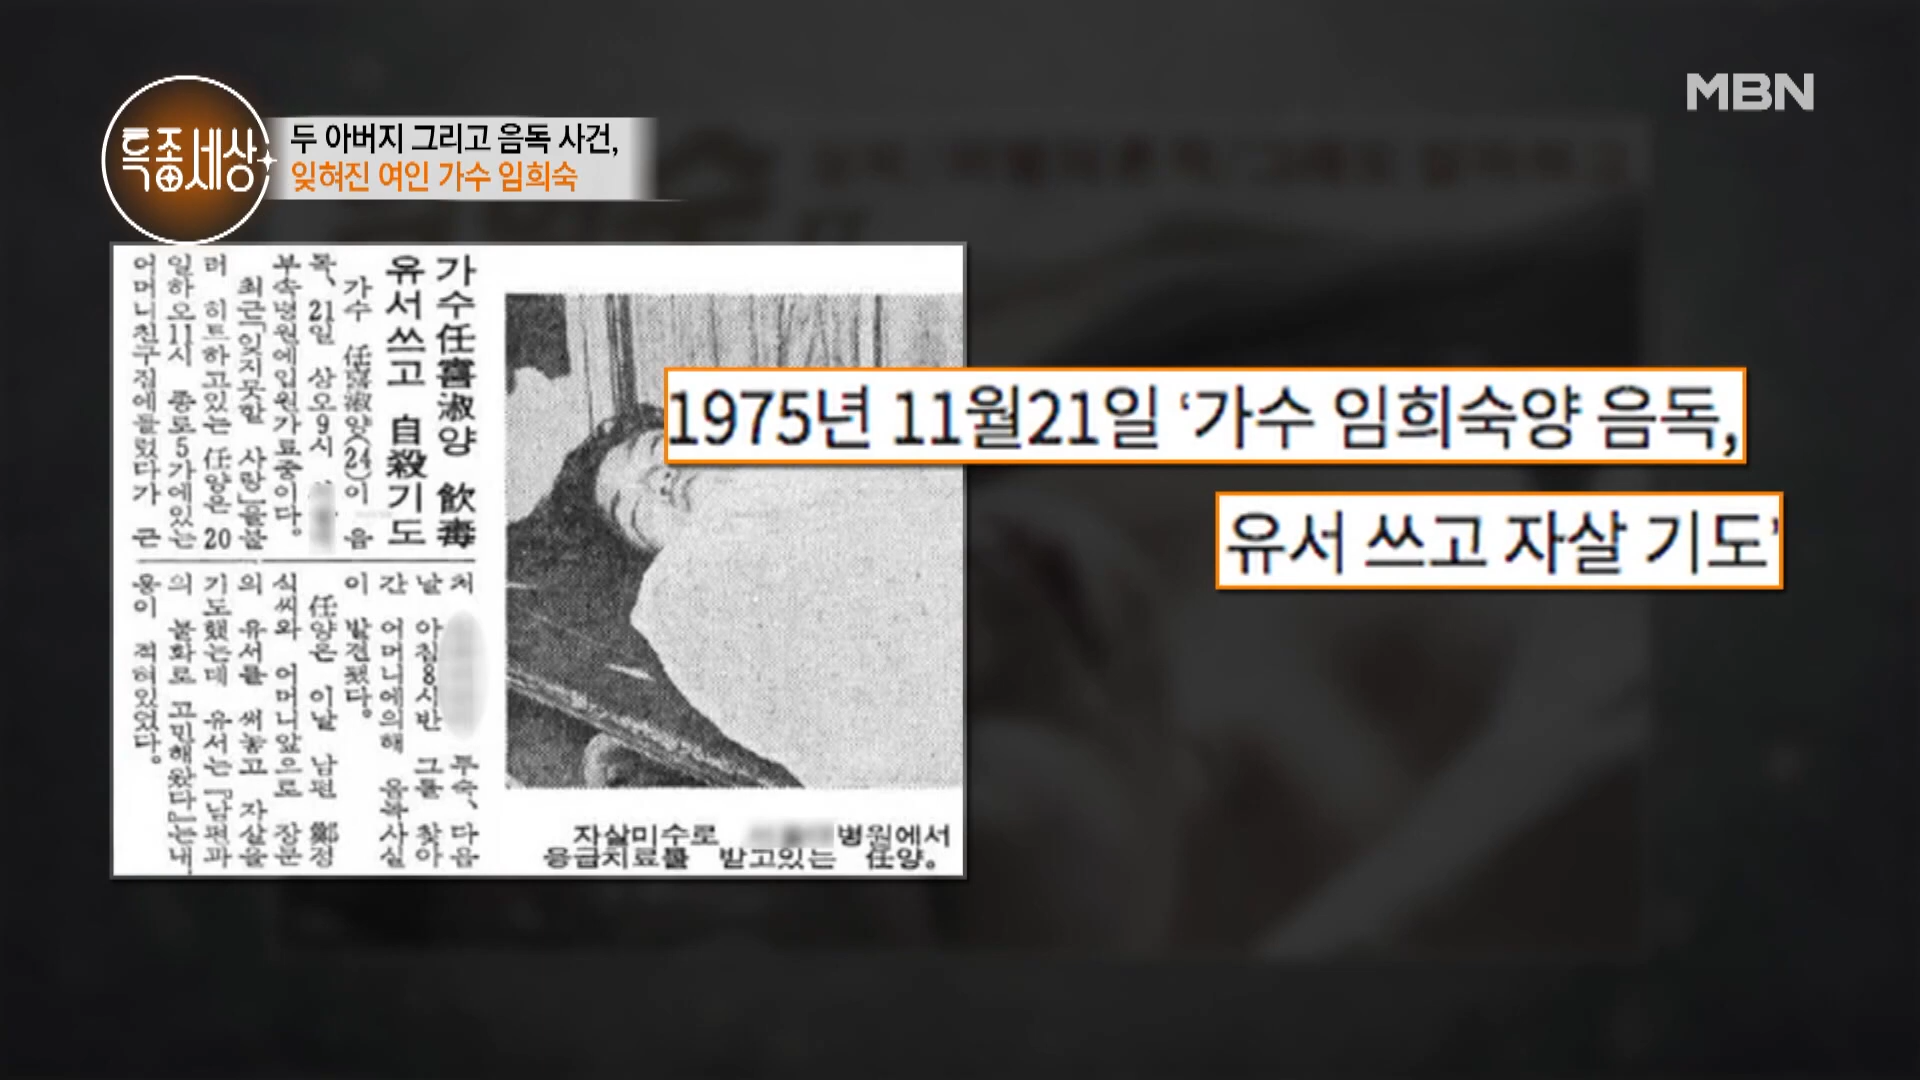 MBN
특종세상
두 아버지 그리고 음독 사건,
잊혀진 여인 가수 임희숙
1975년 11월21일 ‘가수 임희숙양 음독,
유서 쓰고 자살 기도’
가수任喜淑양 飮毒
유서쓰고 自殺기도
가수 任喜淑양(24)이 음
독, 21일 상오9시
부속병원에입원가료중이다.
최근「잊지못할 사랑」을불
러 히트하고있는 任양은 20
일하오11시 종로5가에있는
어머니친구집에들렀다가 근
처 투숙, 다음
날 아침8시반 그를 찾아
간 어머니에의해 음독사실
이 발견됐다.
任양은 이날 남편 鄭정
식씨와 어머니앞으로 장문
의 유서를 써놓고 자살을
기도했는데 유서는『남편과
의 불화로 고민해왔다』는내
용이 적혀있었다.
자살미수로 병원에서
응급치료를 받고있는 任양。